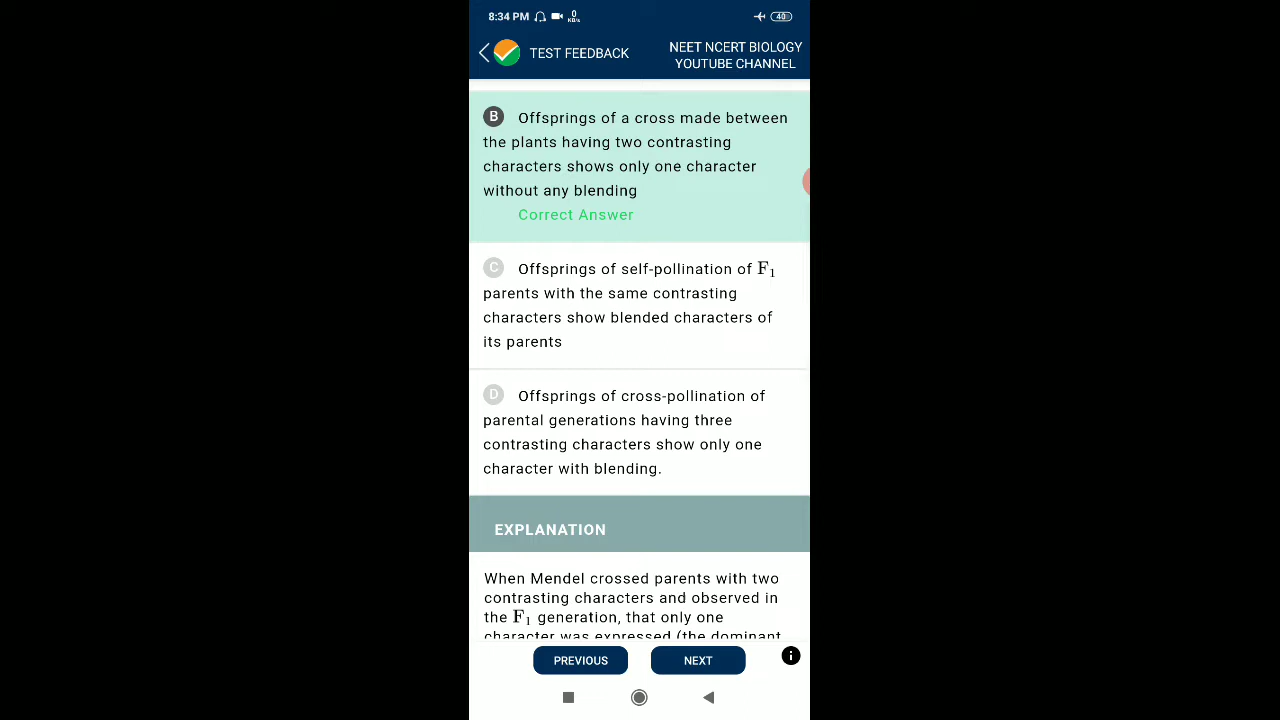 8:34 PM 0 KB/s 40
TEST FEEDBACK
NEET NCERT BIOLOGY
YOUTUBE CHANNEL
B Offsprings of a cross made between
the plants having two contrasting
characters shows only one character
without any blending
Correct Answer
C Offsprings of self-pollination of F₁
parents with the same contrasting
characters show blended characters of
its parents
D Offsprings of cross-pollination of
parental generations having three
contrasting characters show only one
character with blending.
EXPLANATION
When Mendel crossed parents with two
contrasting characters and observed in
the F₁ generation, that only one
character was expressed (the dominant
PREVIOUS
NEXT